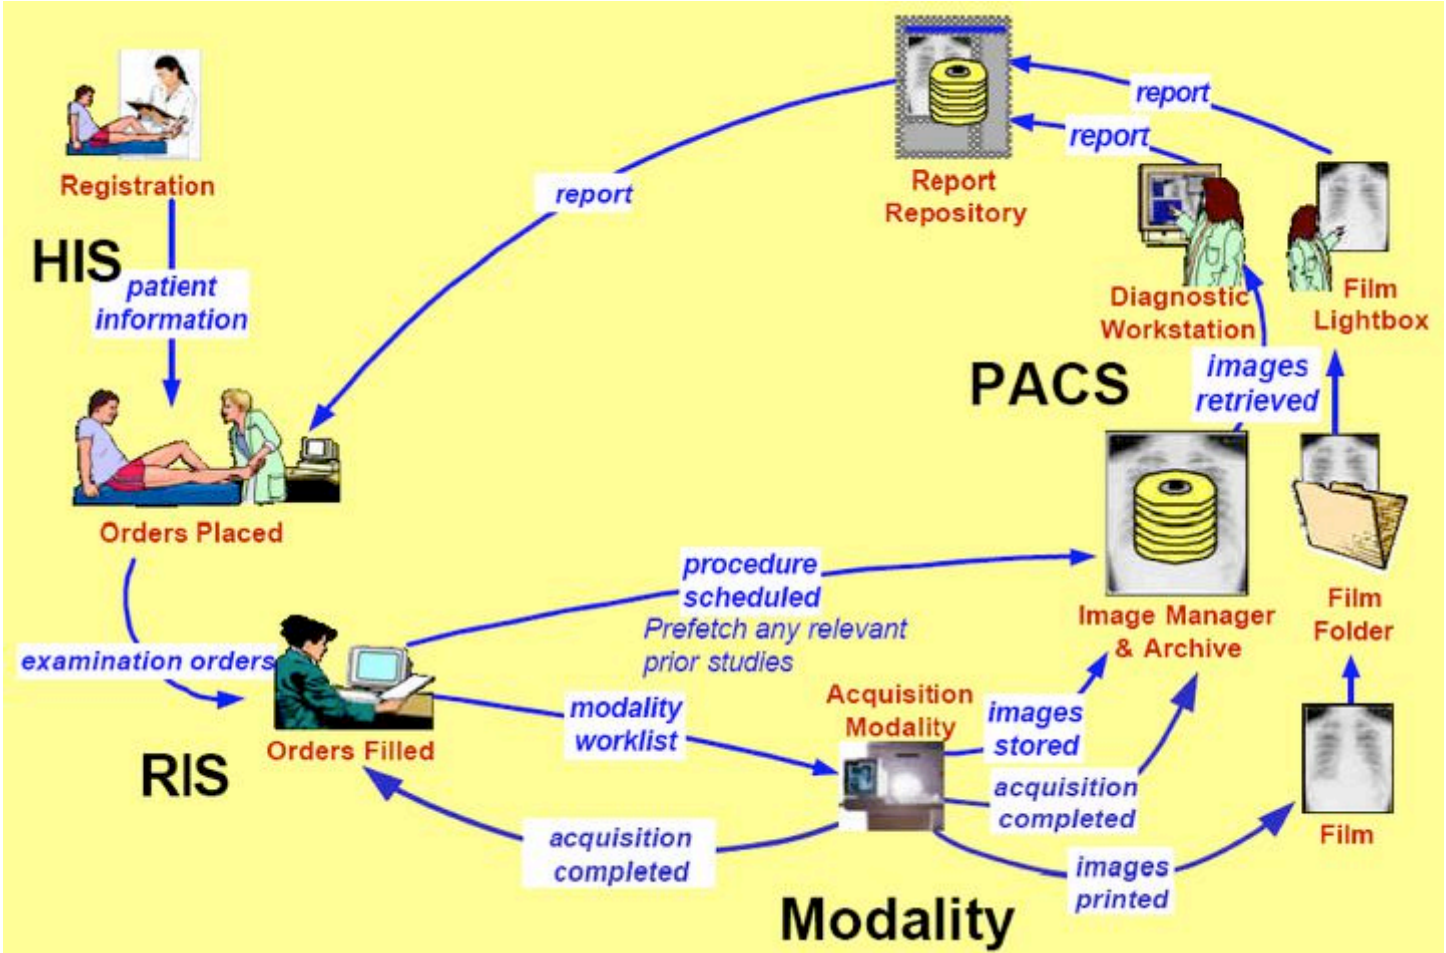 Registration
HIS
patient
information
Orders Placed
examination orders
RIS
Orders Filled
procedure
scheduled
Prefetch any relevant
prior studies
modality
worklist
acquisition
completed
Acquisition
Modality
Modality
images
stored
acquisition
completed
images
printed
Film
Film
Folder
Image Manager
& Archive
PACS
images
retrieved
Diagnostic
Workstation
Film
Lightbox
report
report
Report
Repository
report